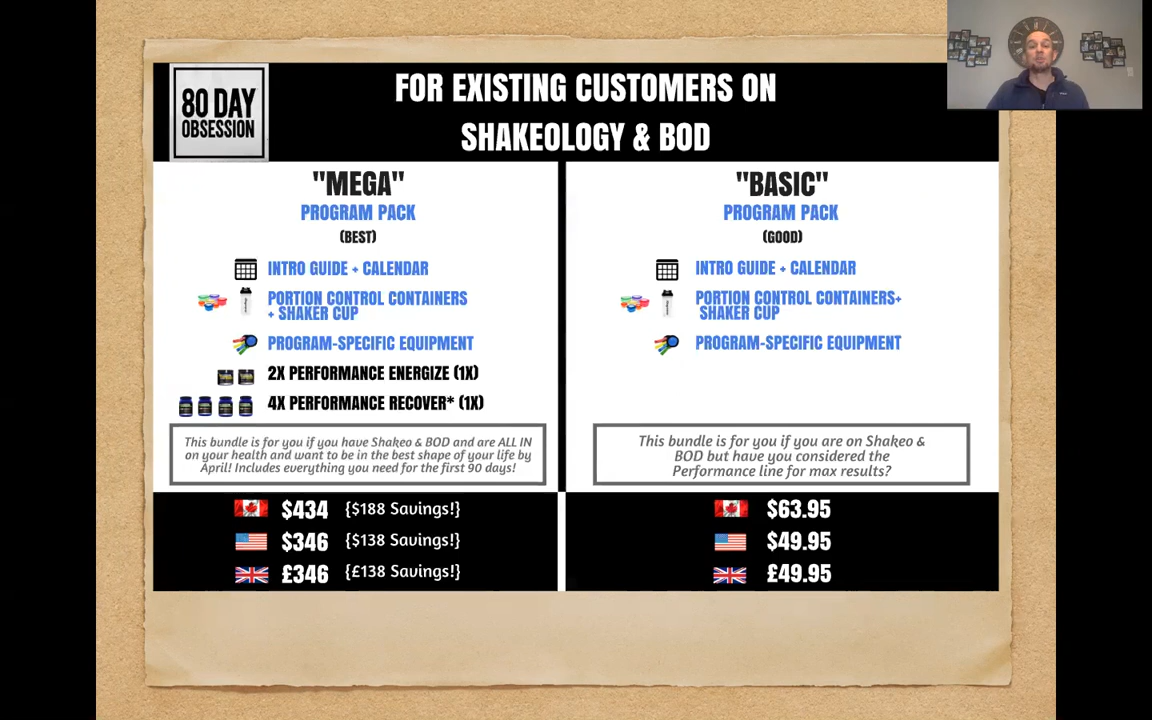 80 DAY
OBSESSION
FOR EXISTING CUSTOMERS ON
SHAKEOLOGY & BOD
"MEGA"
PROGRAM PACK
(BEST)
INTRO GUIDE + CALENDAR
PORTION CONTROL CONTAINERS
+ SHAKER CUP
PROGRAM-SPECIFIC EQUIPMENT
2X PERFORMANCE ENERGIZE (1X)
4X PERFORMANCE RECOVER* (1X)
This bundle is for you if you have Shakeo & BOD and are ALL IN
on your health and want to be in the best shape of your life by
April! Includes everything you need for the first 90 days!
$434 {$188 Savings!}
$346 {$138 Savings!}
£346 {£138 Savings!}
"BASIC"
PROGRAM PACK
(GOOD)
INTRO GUIDE + CALENDAR
PORTION CONTROL CONTAINERS+
SHAKER CUP
PROGRAM-SPECIFIC EQUIPMENT
This bundle is for you if you are on Shakeo &
BOD but have you considered the
Performance line for max results?
$63.95
$49.95
£49.95